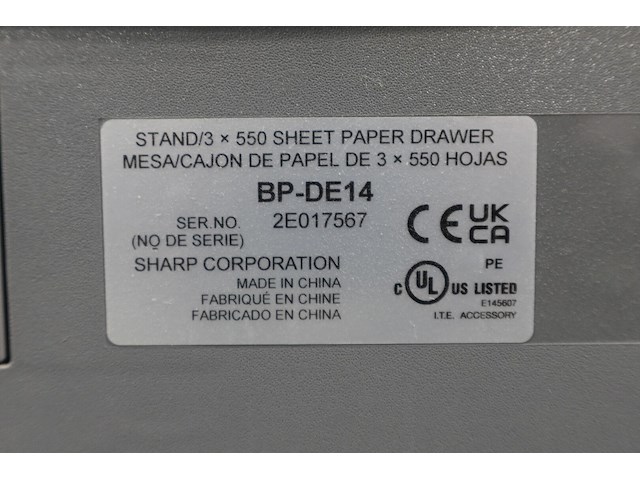 STAND/3 × 550 SHEET PAPER DRAWER
MESA/CAJON DE PAPEL DE 3 × 550 HOJAS
BP-DE14
SER.NO. 2E017567
(NO DE SERIE)
CE UK CA
SHARP CORPORATION
PE
MADE IN CHINA
C UL US LISTED
FABRIQUÉ EN CHINE
E145607
FABRICADO EN CHINA
I.T.E. ACCESSORY